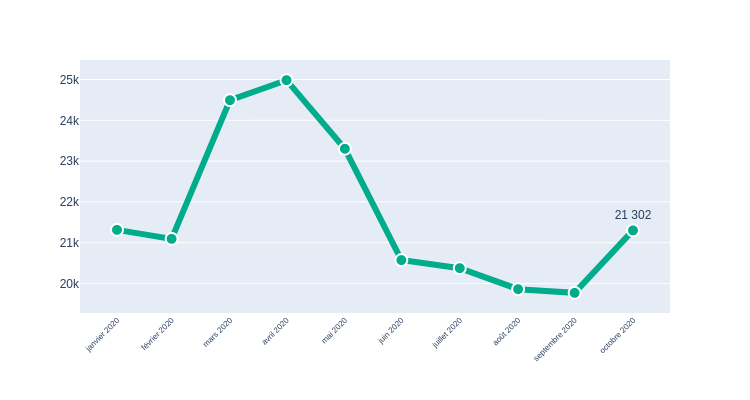 25k
24k
23k
22k
21k
20k
21 302
janvier 2020
février 2020
mars 2020
avril 2020
mai 2020
juin 2020
juillet 2020
août 2020
septembre 2020
octobre 2020